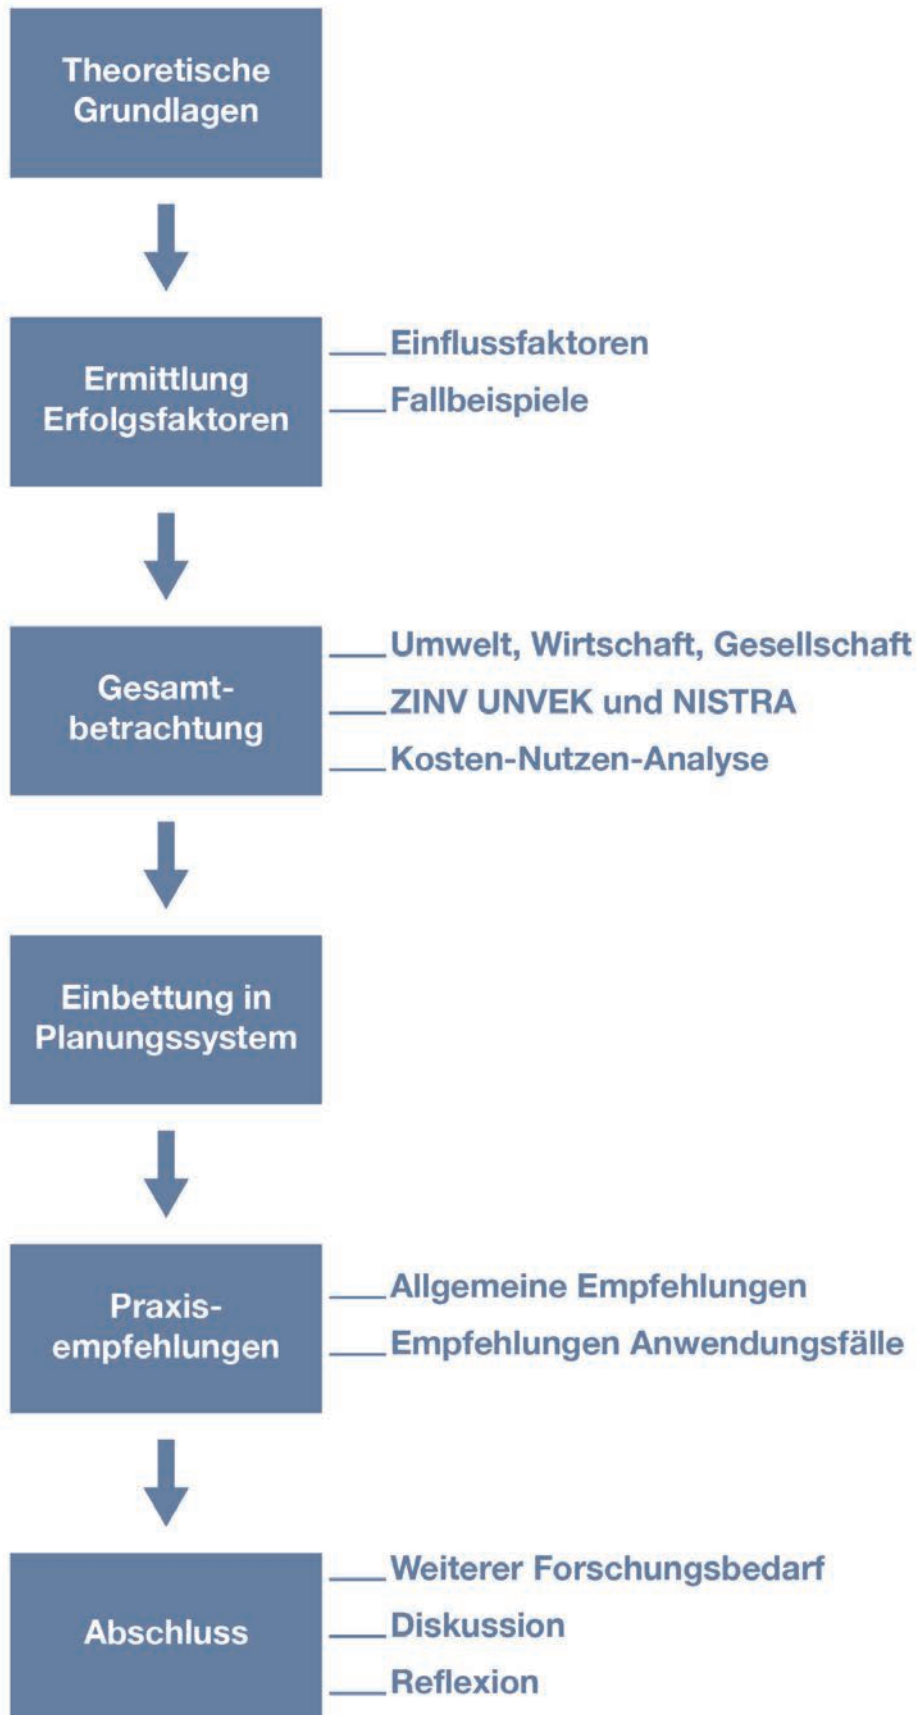 Theoretische
Grundlagen
Ermittlung
Erfolgsfaktoren
Einflussfaktoren
Fallbeispiele
Gesamt-
betrachtung
Umwelt, Wirtschaft, Gesellschaft
ZINV UNVEK und NISTRA
Kosten-Nutzen-Analyse
Einbettung in
Planungssystem
Praxis-
empfehlungen
Allgemeine Empfehlungen
Empfehlungen Anwendungsfälle
Abschluss
Weiterer Forschungsbedarf
Diskussion
Reflexion